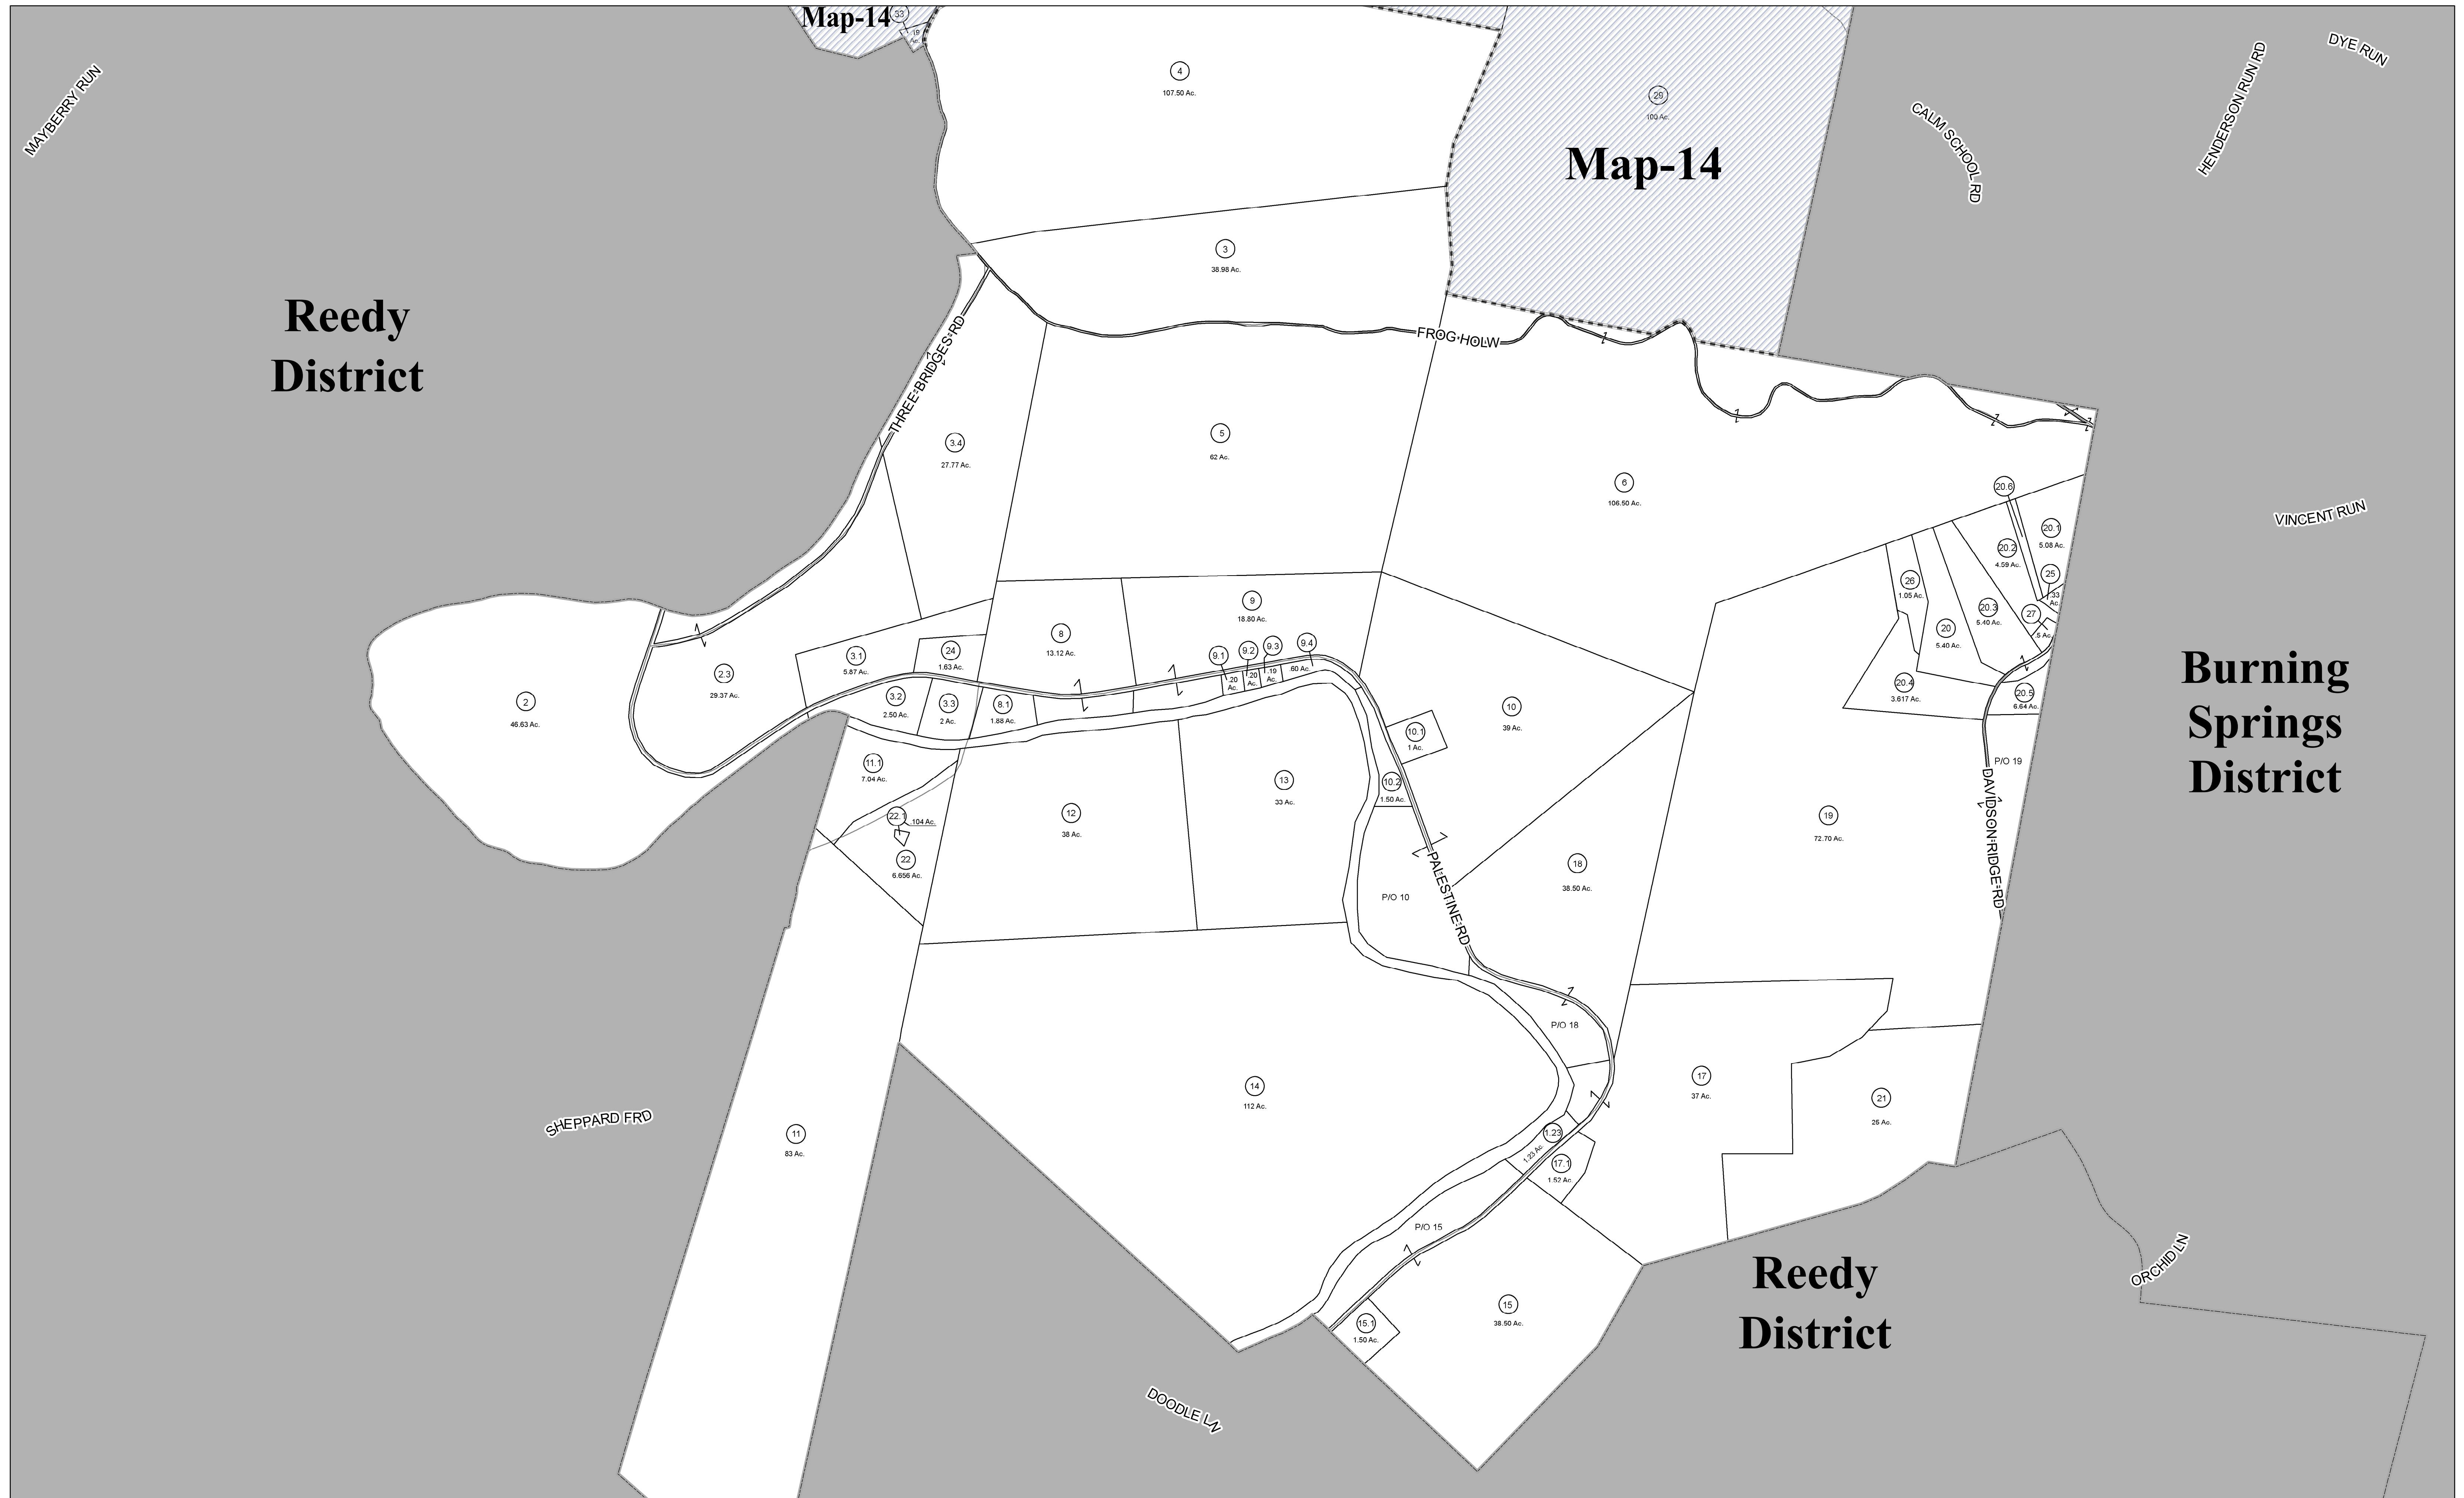 Map-14
33
.19
Ac.
4
107.50 Ac.
29
100 Ac.
Map-14
MAYBERRY RUN
DYE RUN
HENDERSON RUN RD
CALM SCHOOL RD
3
38.98 Ac.
Reedy
District
THREE BRIDGES RD
FROG HOLW
3.4
27.77 Ac.
5
62 Ac.
6
106.50 Ac.
20.6
20.1
5.08 Ac.
VINCENT RUN
20.2
4.59 Ac.
25
.33
Ac.
26
1.05 Ac.
20.3
5.40 Ac.
27
.5 Ac.
20
5.40 Ac.
9
18.80 Ac.
8
13.12 Ac.
9.1
9.2
9.3
9.4
.20
Ac.
.20
Ac.
.19
Ac.
.60 Ac.
24
1.63 Ac.
3.1
5.87 Ac.
2.3
29.37 Ac.
2
46.63 Ac.
3.2
2.50 Ac.
3.3
2 Ac.
8.1
1.88 Ac.
20.4
3.617 Ac.
20.5
6.64 Ac.
Burning
Springs
District
10
39 Ac.
10.1
1 Ac.
10.2
1.50 Ac.
P/O 19
DAVIDSON RIDGE RD
11.1
7.04 Ac.
12
38 Ac.
13
33 Ac.
22.1
.104 Ac.
22
6.656 Ac.
19
72.70 Ac.
18
38.50 Ac.
PALESTINE RD
P/O 10
P/O 18
14
112 Ac.
17
37 Ac.
21
26 Ac.
11
83 Ac.
SHEPPARD FRD
1.23
1.23 Ac.
17.1
1.52 Ac.
P/O 15
ORCHID LN
Reedy
District
15
38.50 Ac.
15.1
1.50 Ac.
DOODLE LN